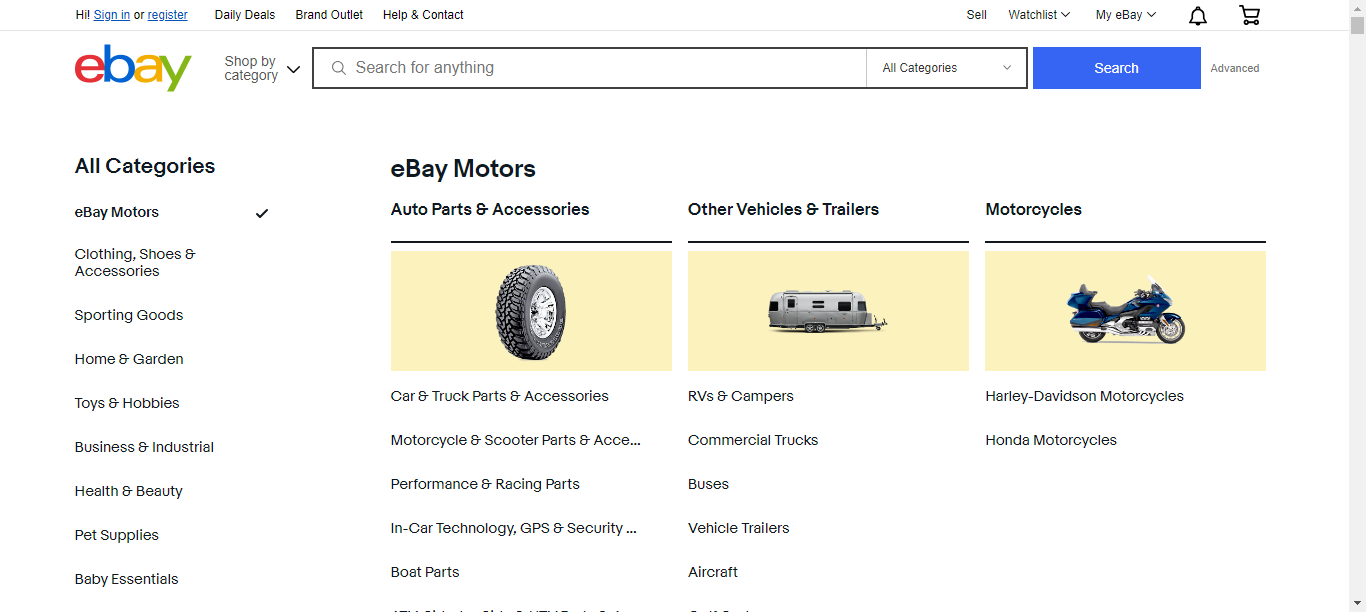 Hi! Sign in or register Daily Deals Brand Outlet Help & Contact Sell Watchlist My eBay
ebay
Shop by
category
Search for anything All Categories Search Advanced
All Categories
eBay Motors
Clothing, Shoes &
Accessories
Sporting Goods
Home & Garden
Toys & Hobbies
Business & Industrial
Health & Beauty
Pet Supplies
Baby Essentials
eBay Motors
Auto Parts & Accessories
Car & Truck Parts & Accessories
Motorcycle & Scooter Parts & Acce...
Performance & Racing Parts
In-Car Technology, GPS & Security ...
Boat Parts
Other Vehicles & Trailers
RVs & Campers
Commercial Trucks
Buses
Vehicle Trailers
Aircraft
Motorcycles
Harley-Davidson Motorcycles
Honda Motorcycles